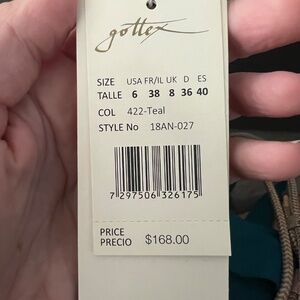 gottex
SIZE USA FR/IL UK D ES
TALLE 6 38 8 36 40
COL 422-Teal
STYLE No 18AN-027
7 297506 326175
PRICE
PRECIO $168.00